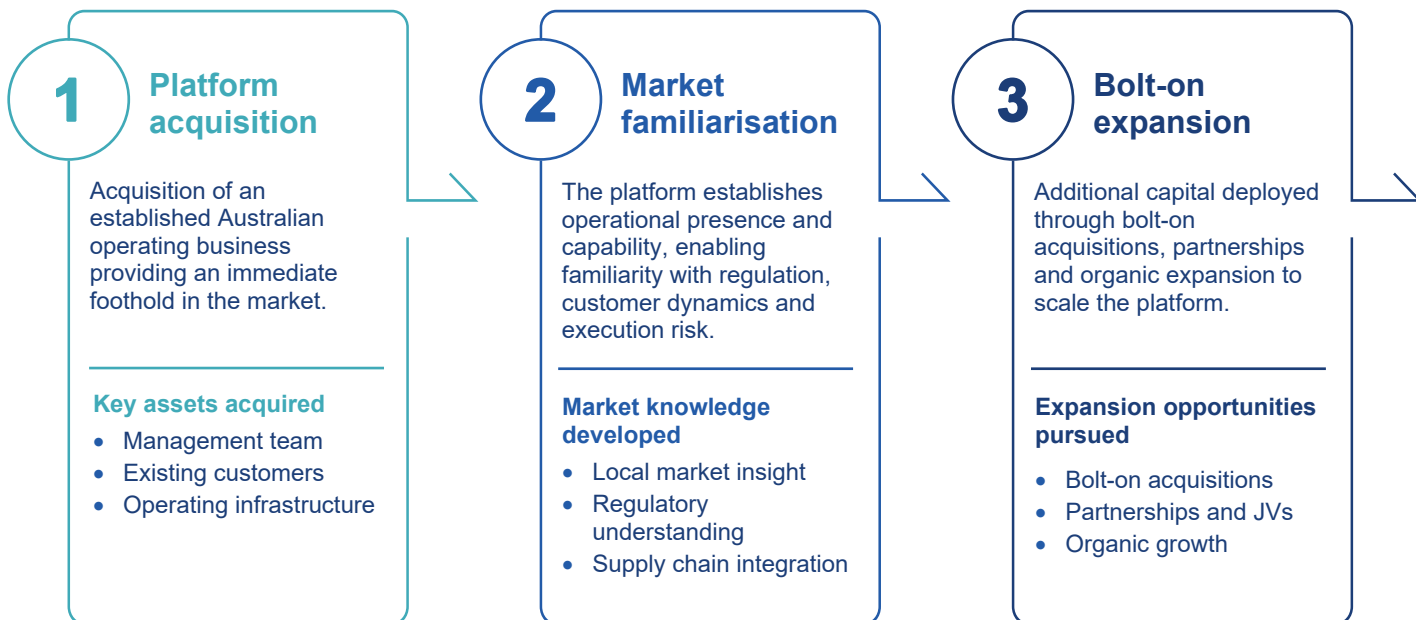 1
Platform
acquisition
Acquisition of an
established Australian
operating business
providing an immediate
foothold in the market.
Key assets acquired
• Management team
• Existing customers
• Operating infrastructure
2
Market
familiarisation
The platform establishes
operational presence and
capability, enabling
familiarity with regulation,
customer dynamics and
execution risk.
Market knowledge
developed
• Local market insight
• Regulatory
understanding
• Supply chain integration
3
Bolt-on
expansion
Additional capital deployed
through bolt-on
acquisitions, partnerships
and organic expansion to
scale the platform.
Expansion opportunities
pursued
• Bolt-on acquisitions
• Partnerships and JVs
• Organic growth